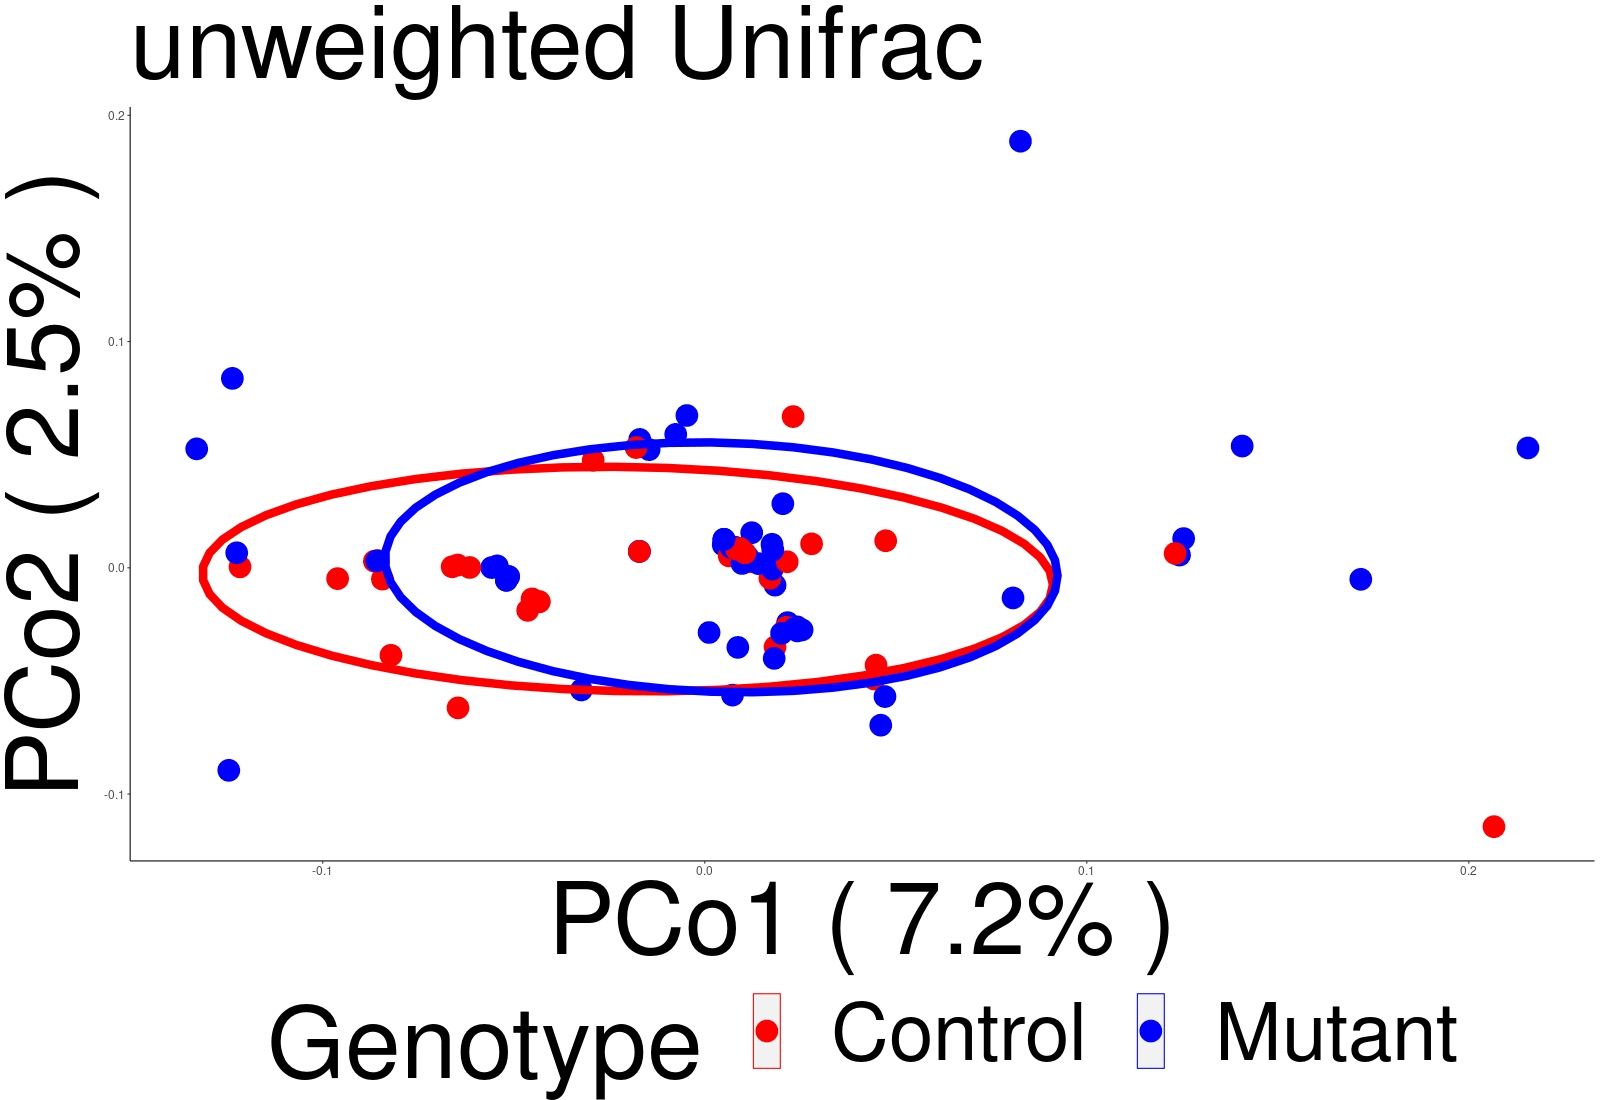 unweighted Unifrac
PCo2 ( 2.5% )
0.2
0.1
0.0
-0.1
-0.1 0.0 0.1 0.2
PCo1 ( 7.2% )
Genotype Control Mutant